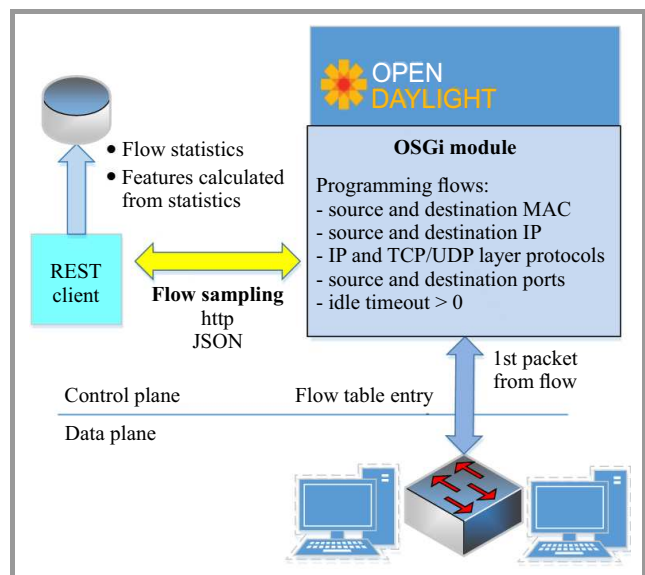 OPEN
DAYLIGHT
• Flow statistics
• Features calculated
from statistics
OSGi module
Programming flows:
- source and destination MAC
- source and destination IP
- IP and TCP/UDP layer protocols
- source and destination ports
- idle timeout > 0
REST
client
Flow sampling
http
JSON
1st packet
from flow
Control plane
Flow table entry
Data plane